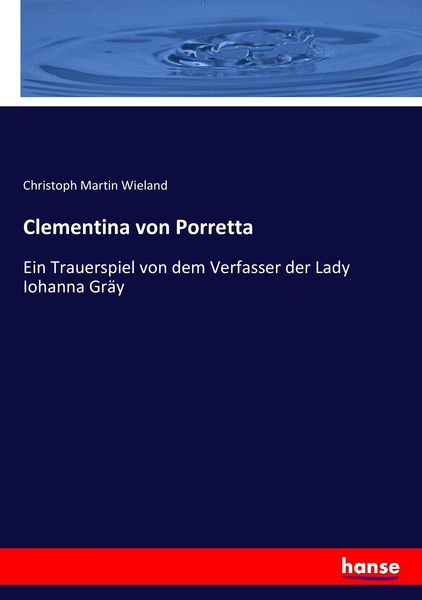 Christoph Martin Wieland
Clementina von Porretta
Ein Trauerspiel von dem Verfasser der Lady
Iohanna Gräy
hanse